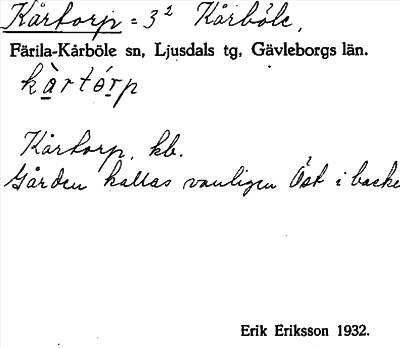 Kårtorp = 3² Kårböle,
Färila-Kårböle sn, Ljusdals tg, Gävleborgs län.
kàrtórp
Kårtorp, kb.
Gården kallas vanligen Öst i backe
Erik Eriksson 1932.